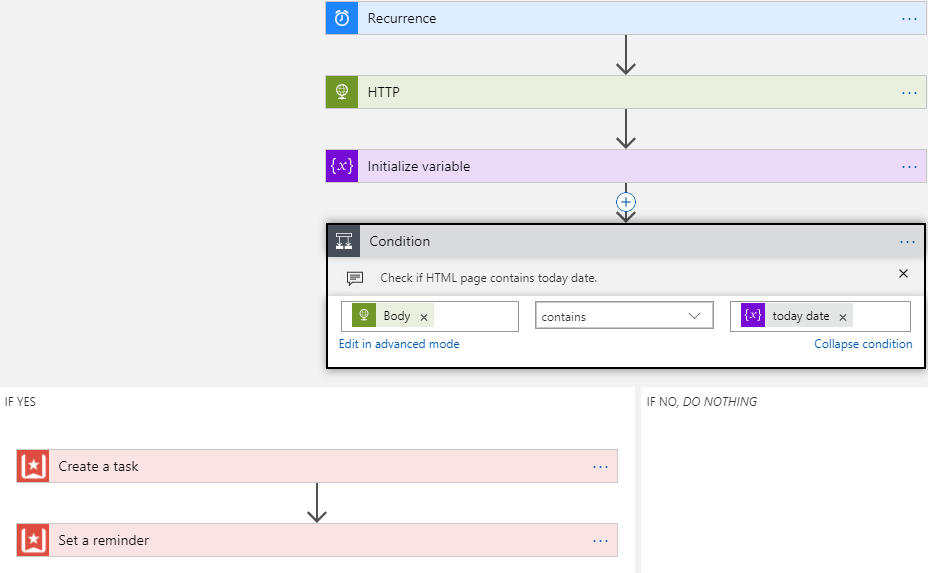 Recurrence
...
HTTP
...
{x} Initialize variable
...
Condition
...
Check if HTML page contains today date.
Body × contains {x} today date ×
Edit in advanced mode Collapse condition
IF YES
IF NO, DO NOTHING
Create a task
...
Set a reminder
...